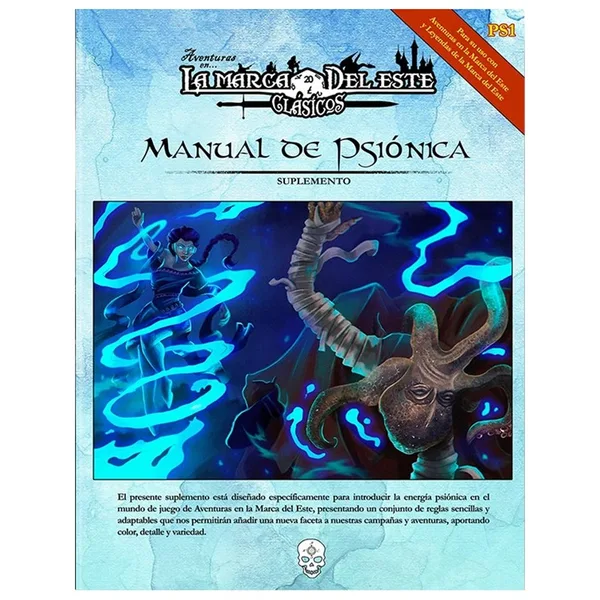 PS1
Para su uso con
Aventuras en la Marca del Este
y Leyendas de la Marca del
Este
Aventuras
en...
LA MARCA DEL ESTE
20
CLÁSICOS
MANUAL DE PSIÓNICA
SUPLEMENTO
El presente suplemento está diseñado específicamente para introducir la energía psiónica en el
mundo de juego de Aventuras en la Marca del Este, presentando un conjunto de reglas sencillas y
adaptables que nos permitirán añadir una nueva faceta a nuestras campañas y aventuras, aportando
color, detalle y variedad.